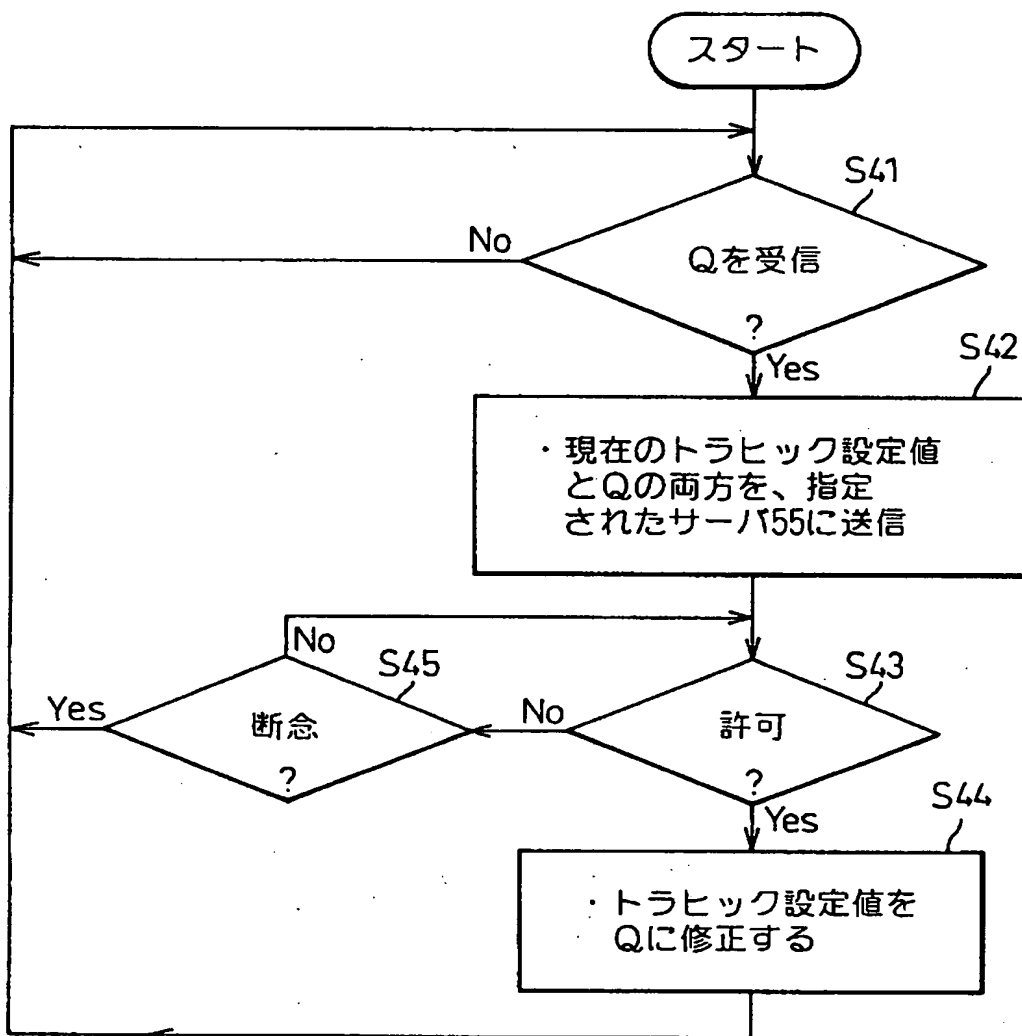 スタート
S41
No
Qを受信
?
Yes
S42
・現在のトラヒック設定値
とQの両方を、指定
されたサーバ55に送信
No
S45
S43
Yes
断念
?
No
許可
?
Yes
S44
・トラヒック設定値を
Qに修正する